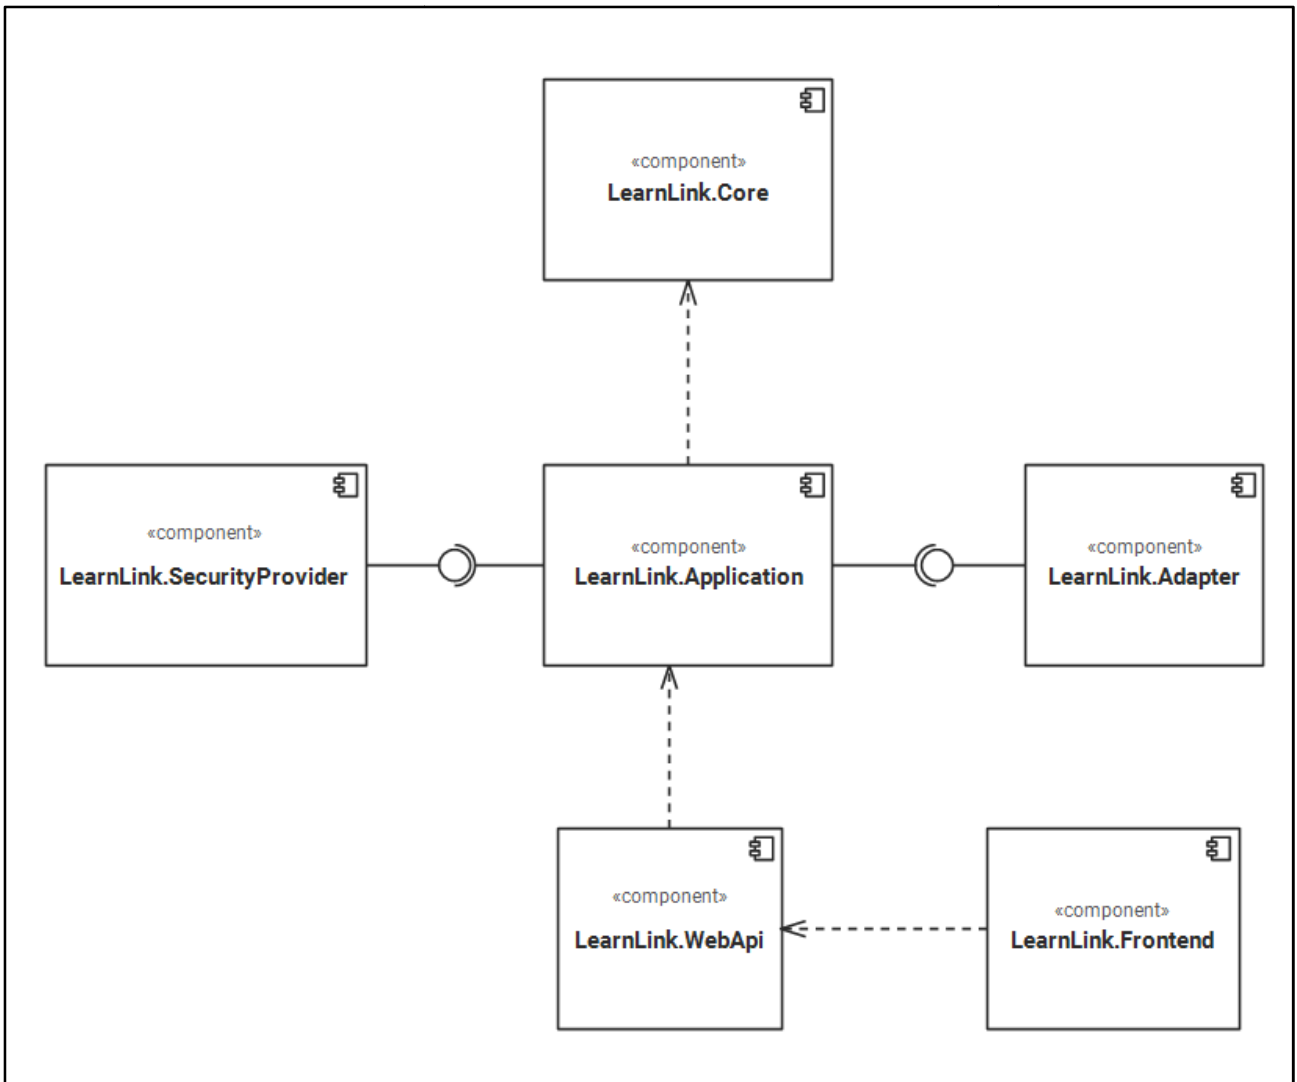 «component»
LearnLink.Core
«component»
LearnLink.SecurityProvider
«component»
LearnLink.Application
«component»
LearnLink.Adapter
«component»
LearnLink.WebApi
«component»
LearnLink.Frontend